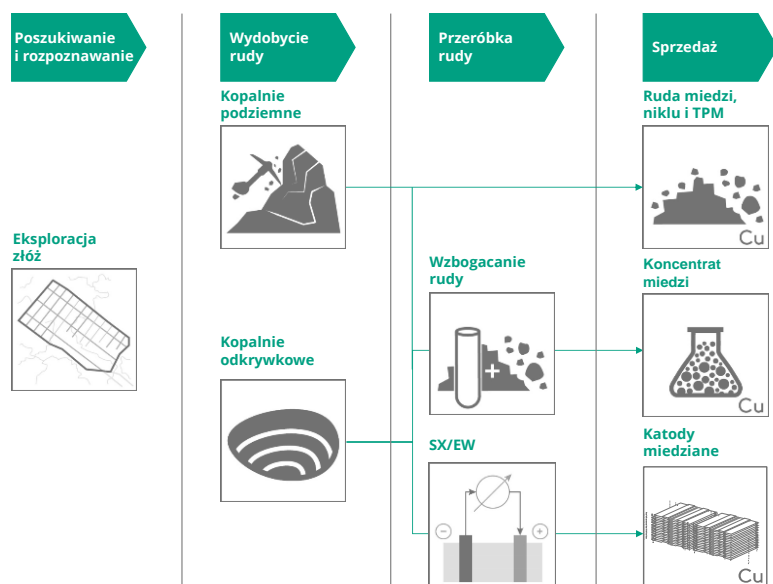 Poszukiwanie
i rozpoznawanie
Wydobycie
rudy
Przeróbka
rudy
Sprzedaż
Kopalnie
podziemne
Ruda miedzi,
niklu i TPM
Cu
Eksploracja
złóż
Wzbogacanie
rudy
+
Koncentrat
miedzi
Cu
Kopalnie
odkrywkowe
SX/EW
− +
Katody
miedziane
Cu